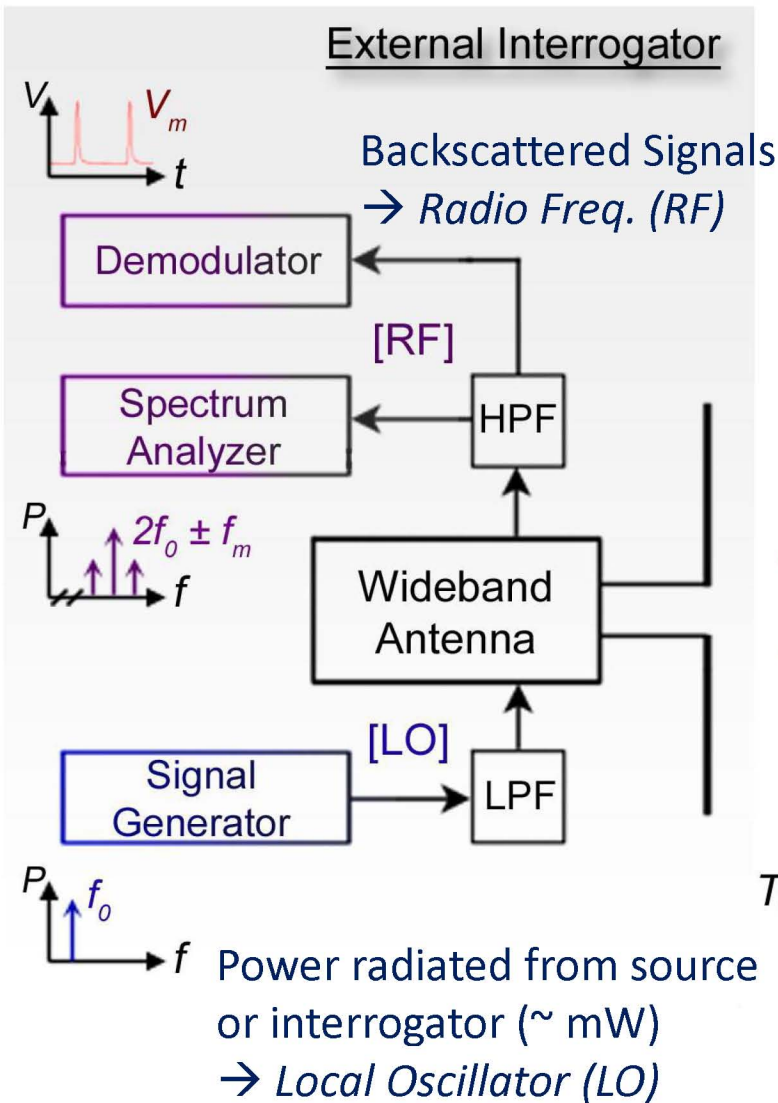 External Interrogator
V
V_m
t
Backscattered Signals
→ Radio Freq. (RF)
Demodulator
[RF]
Spectrum
Analyzer
HPF
P
2f_0 ± f_m
f
Wideband
Antenna
[LO]
Signal
Generator
LPF
P
f_0
f
T
Power radiated from source
or interrogator (~ mW)
→ Local Oscillator (LO)